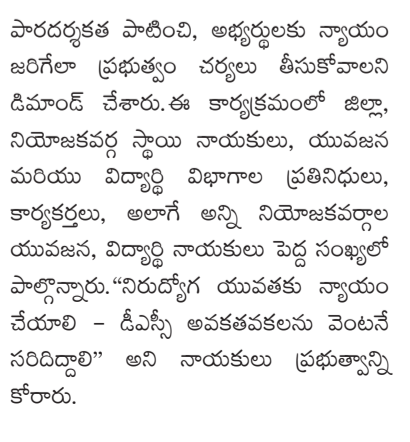 పారదర్శకత పాటించి, అభ్యర్థులకు న్యాయం
జరిగేలా ప్రభుత్వం చర్యలు తీసుకోవాలని
డిమాండ్ చేశారు.ఈ కార్యక్రమంలో జిల్లా,
నియోజకవర్గ స్థాయి నాయకులు, యువజన
మరియు విద్యార్థి విభాగాల ప్రతినిధులు,
కార్యకర్తలు, అలాగే అన్ని నియోజకవర్గాల
యువజన, విద్యార్థి నాయకులు పెద్ద సంఖ్యలో
పాల్గొన్నారు.“నిరుద్యోగ యువతకు న్యాయం
చేయాలి – డీఎస్సీ అవకతవకలను వెంటనే
సరిదిద్దాలి” అని నాయకులు ప్రభుత్వాన్ని
కోరారు.